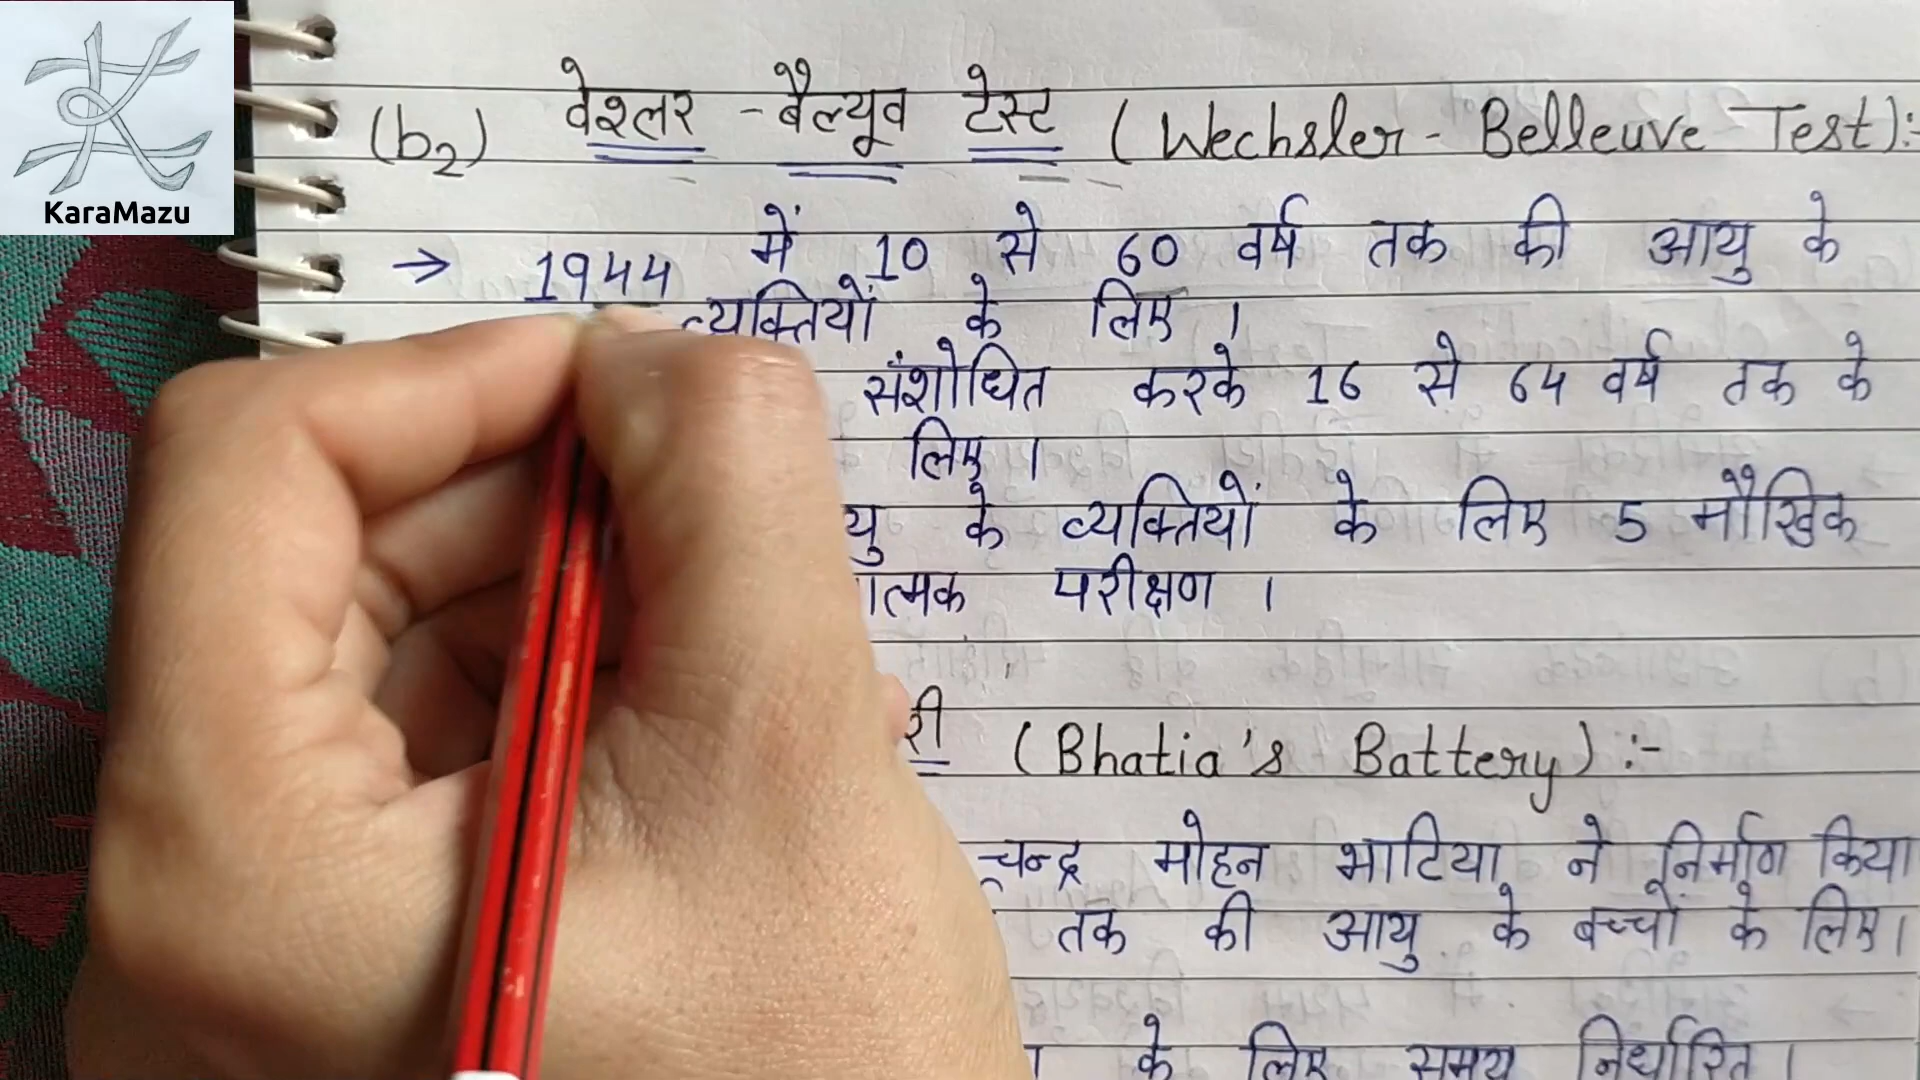 KaraMazu
(b2) वेश्लर - बैल्यूव टेस्ट ( Wechsler - Belleuve Test):-
→ 1944 में 10 से 60 वर्ष तक की आयु के
व्यक्तियों के लिए ।
संशोधित करके 16 से 64 वर्ष तक के
लिए ।
यु के व्यक्तियों के लिए 5 मौखिक
ात्मक परीक्षण ।
री ( Bhatia's Battery) :-
चन्द्र मोहन भाटिया ने निर्माण किया
तक की आयु के बच्चों के लिए।
के लिए समय निर्धारित ।